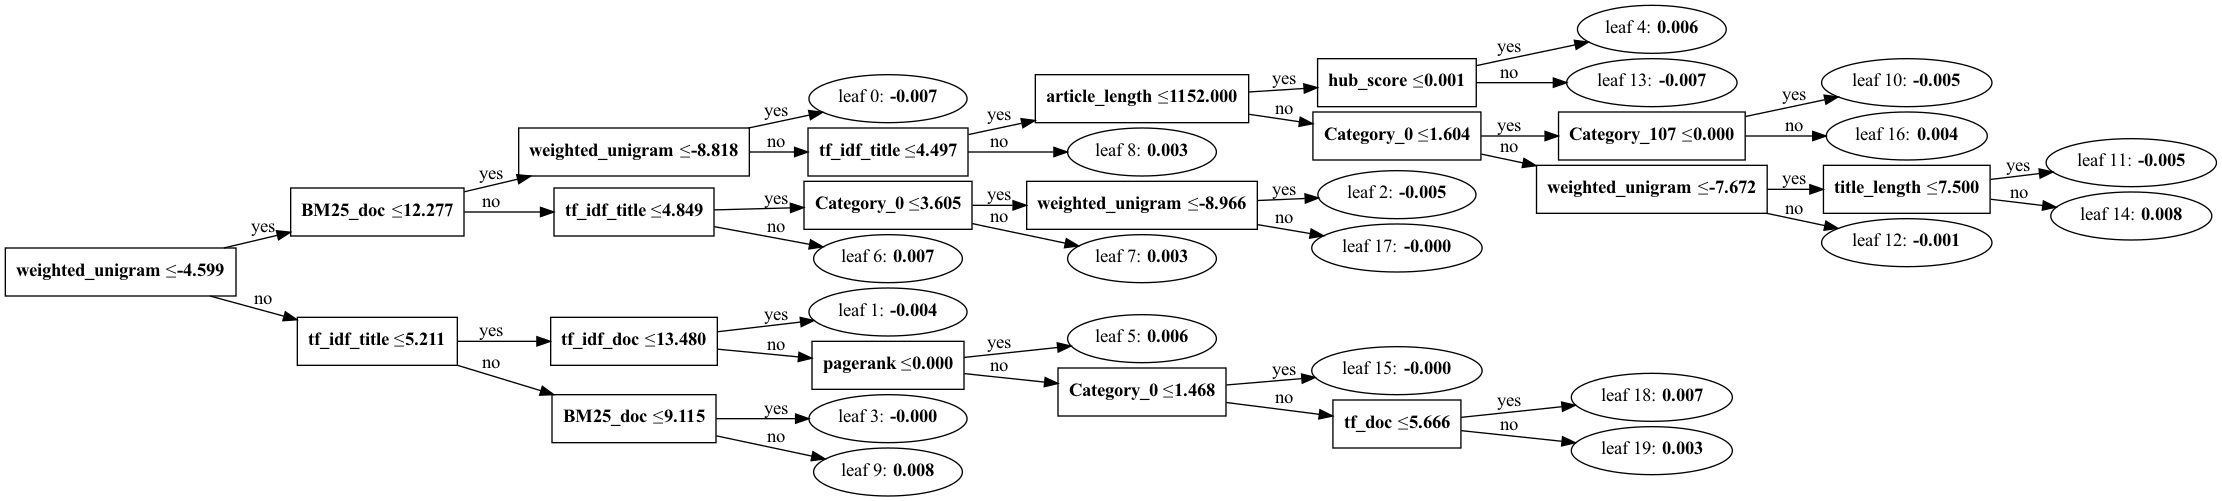 weighted_unigram ≤-4.599
yes
no
BM25_doc ≤12.277
yes
no
tf_idf_title ≤5.211
yes
no
weighted_unigram ≤-8.818
yes
no
tf_idf_title ≤4.849
yes
no
tf_idf_doc ≤13.480
yes
no
BM25_doc ≤9.115
yes
no
leaf 0: -0.007
tf_idf_title ≤4.497
yes
no
Category_0 ≤3.605
yes
no
leaf 6: 0.007
leaf 1: -0.004
pagerank ≤0.000
yes
no
leaf 3: -0.000
leaf 9: 0.008
article_length ≤1152.000
yes
no
leaf 8: 0.003
weighted_unigram ≤-8.966
yes
no
leaf 7: 0.003
leaf 5: 0.006
Category_0 ≤1.468
yes
no
hub_score ≤0.001
yes
no
Category_0 ≤1.604
yes
no
leaf 2: -0.005
leaf 17: -0.000
leaf 15: -0.000
tf_doc ≤5.666
yes
no
leaf 4: 0.006
leaf 13: -0.007
Category_107 ≤0.000
yes
no
weighted_unigram ≤-7.672
yes
no
leaf 18: 0.007
leaf 19: 0.003
leaf 10: -0.005
leaf 16: 0.004
title_length ≤7.500
yes
no
leaf 12: -0.001
leaf 11: -0.005
leaf 14: 0.008